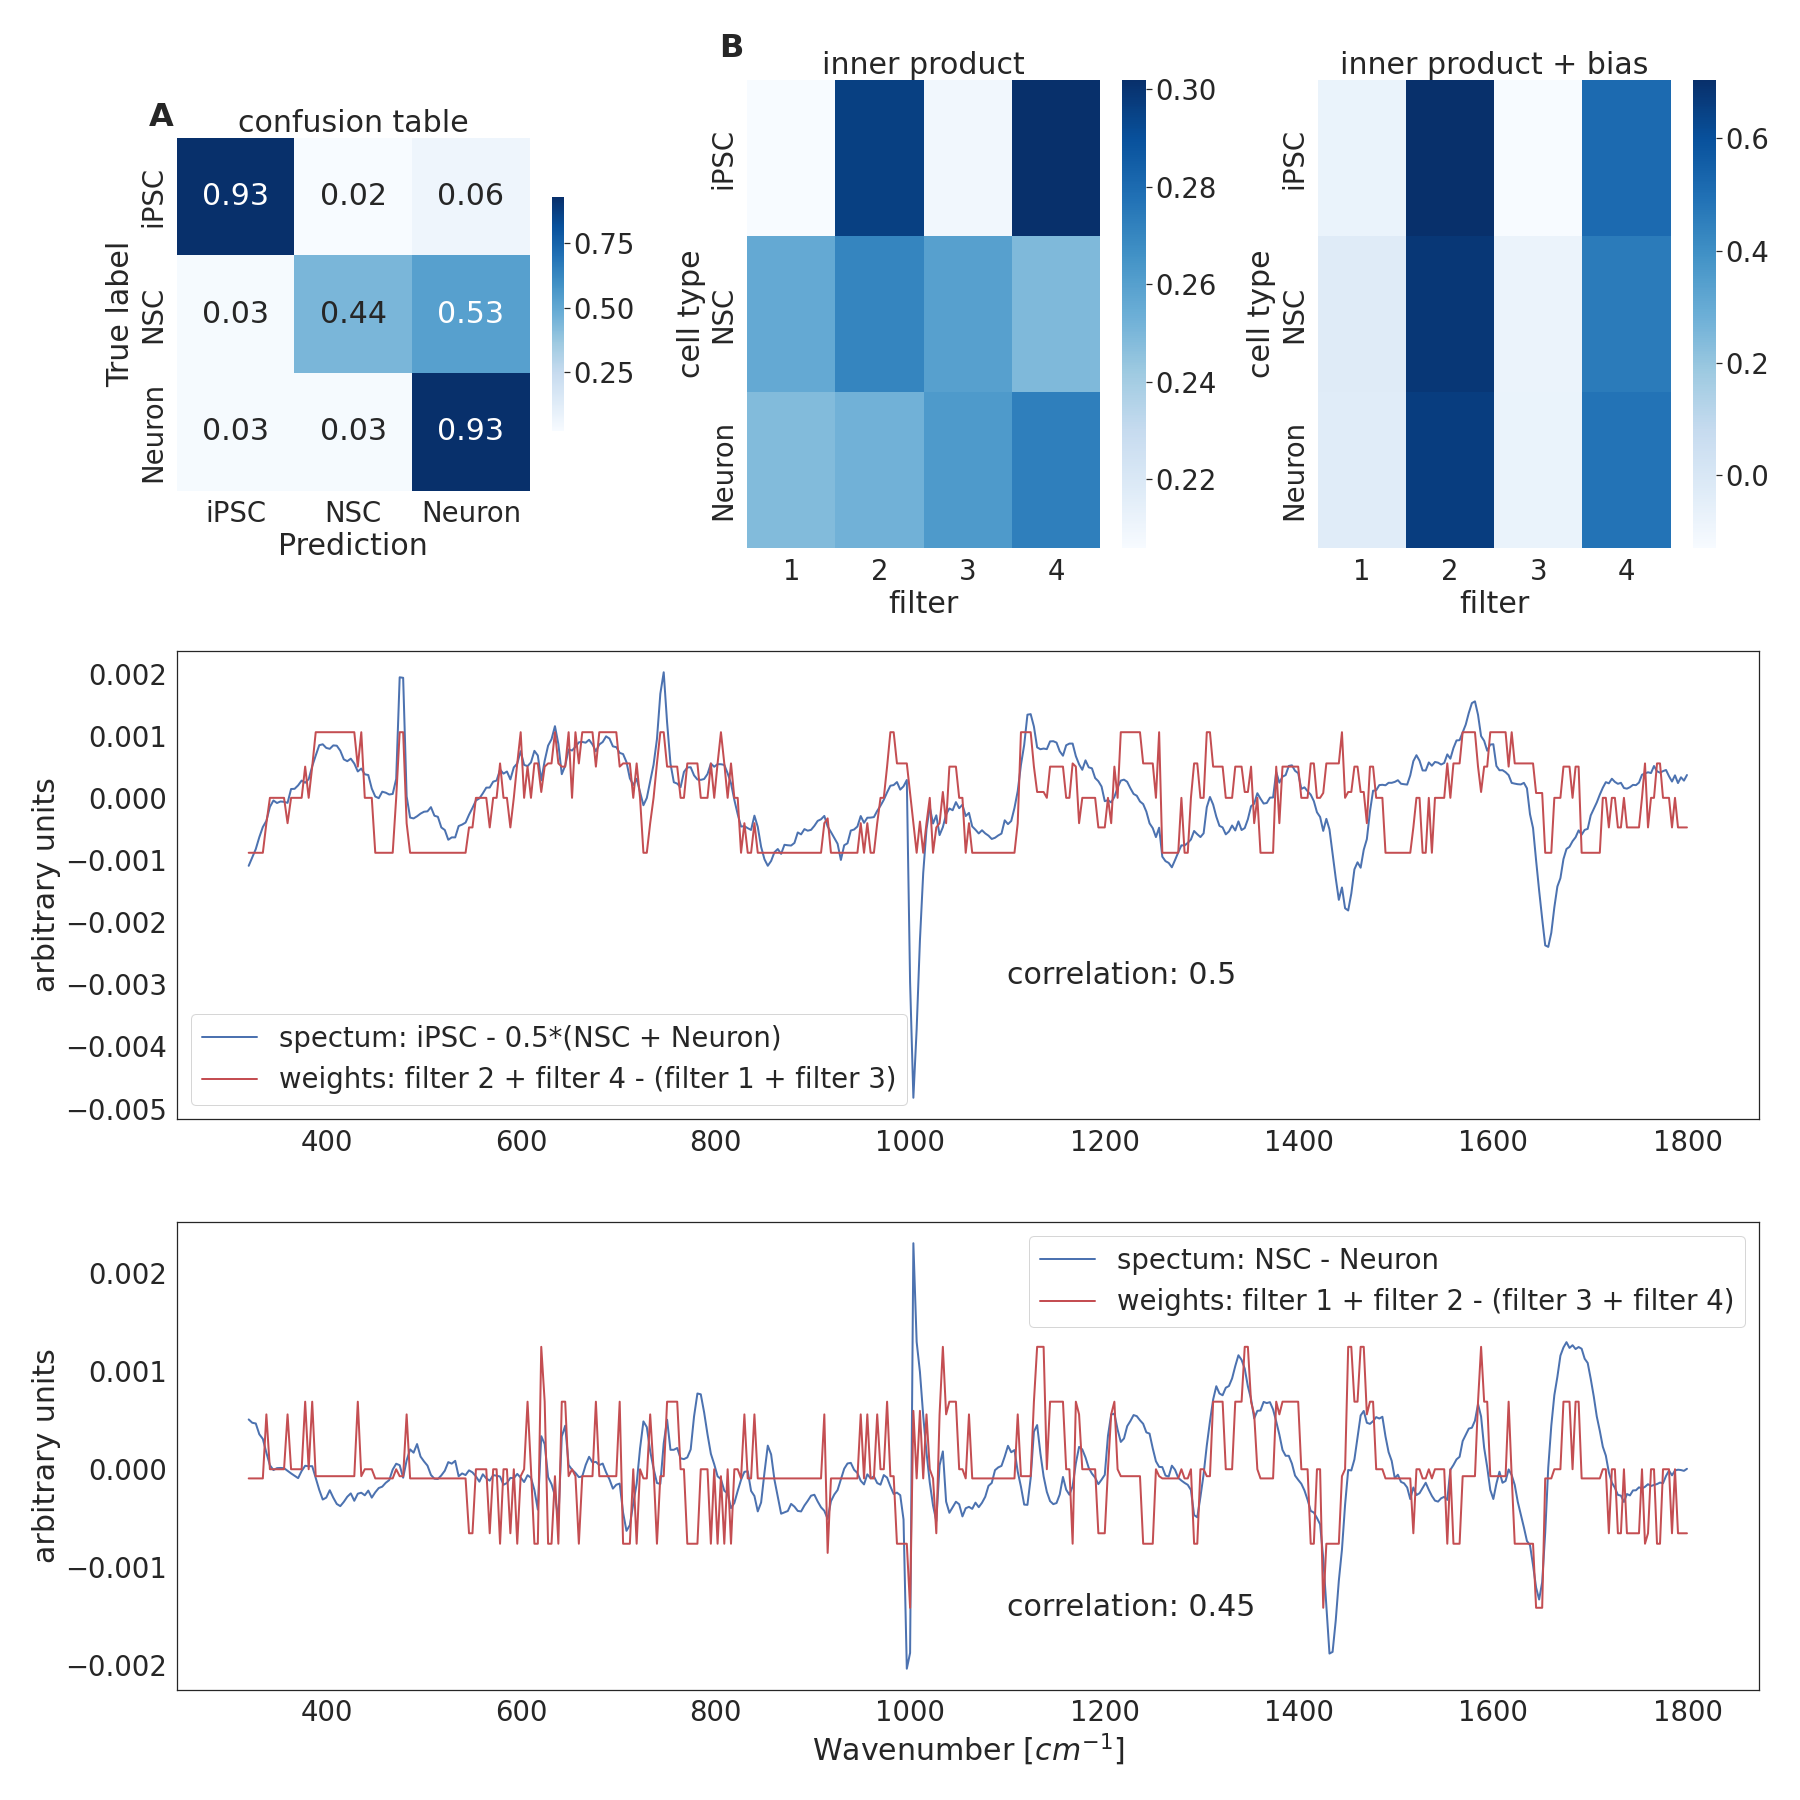 A
confusion table
True label
iPSC
NSC
Neuron
0.93 0.02 0.06
0.03 0.44 0.53
0.03 0.03 0.93
iPSC NSC Neuron
Prediction
0.75
0.50
0.25
B
inner product
cell type
iPSC
NSC
Neuron
1 2 3 4
filter
0.30
0.28
0.26
0.24
0.22
inner product + bias
cell type
iPSC
NSC
Neuron
1 2 3 4
filter
0.6
0.4
0.2
0.0
arbitrary units
0.002
0.001
0.000
−0.001
−0.002
−0.003
−0.004
−0.005
correlation: 0.5
spectum: iPSC - 0.5*(NSC + Neuron)
weights: filter 2 + filter 4 - (filter 1 + filter 3)
400 600 800 1000 1200 1400 1600 1800
arbitrary units
0.002
0.001
0.000
−0.001
−0.002
spectum: NSC - Neuron
weights: filter 1 + filter 2 - (filter 3 + filter 4)
correlation: 0.45
400 600 800 1000 1200 1400 1600 1800
Wavenumber [cm⁻¹]